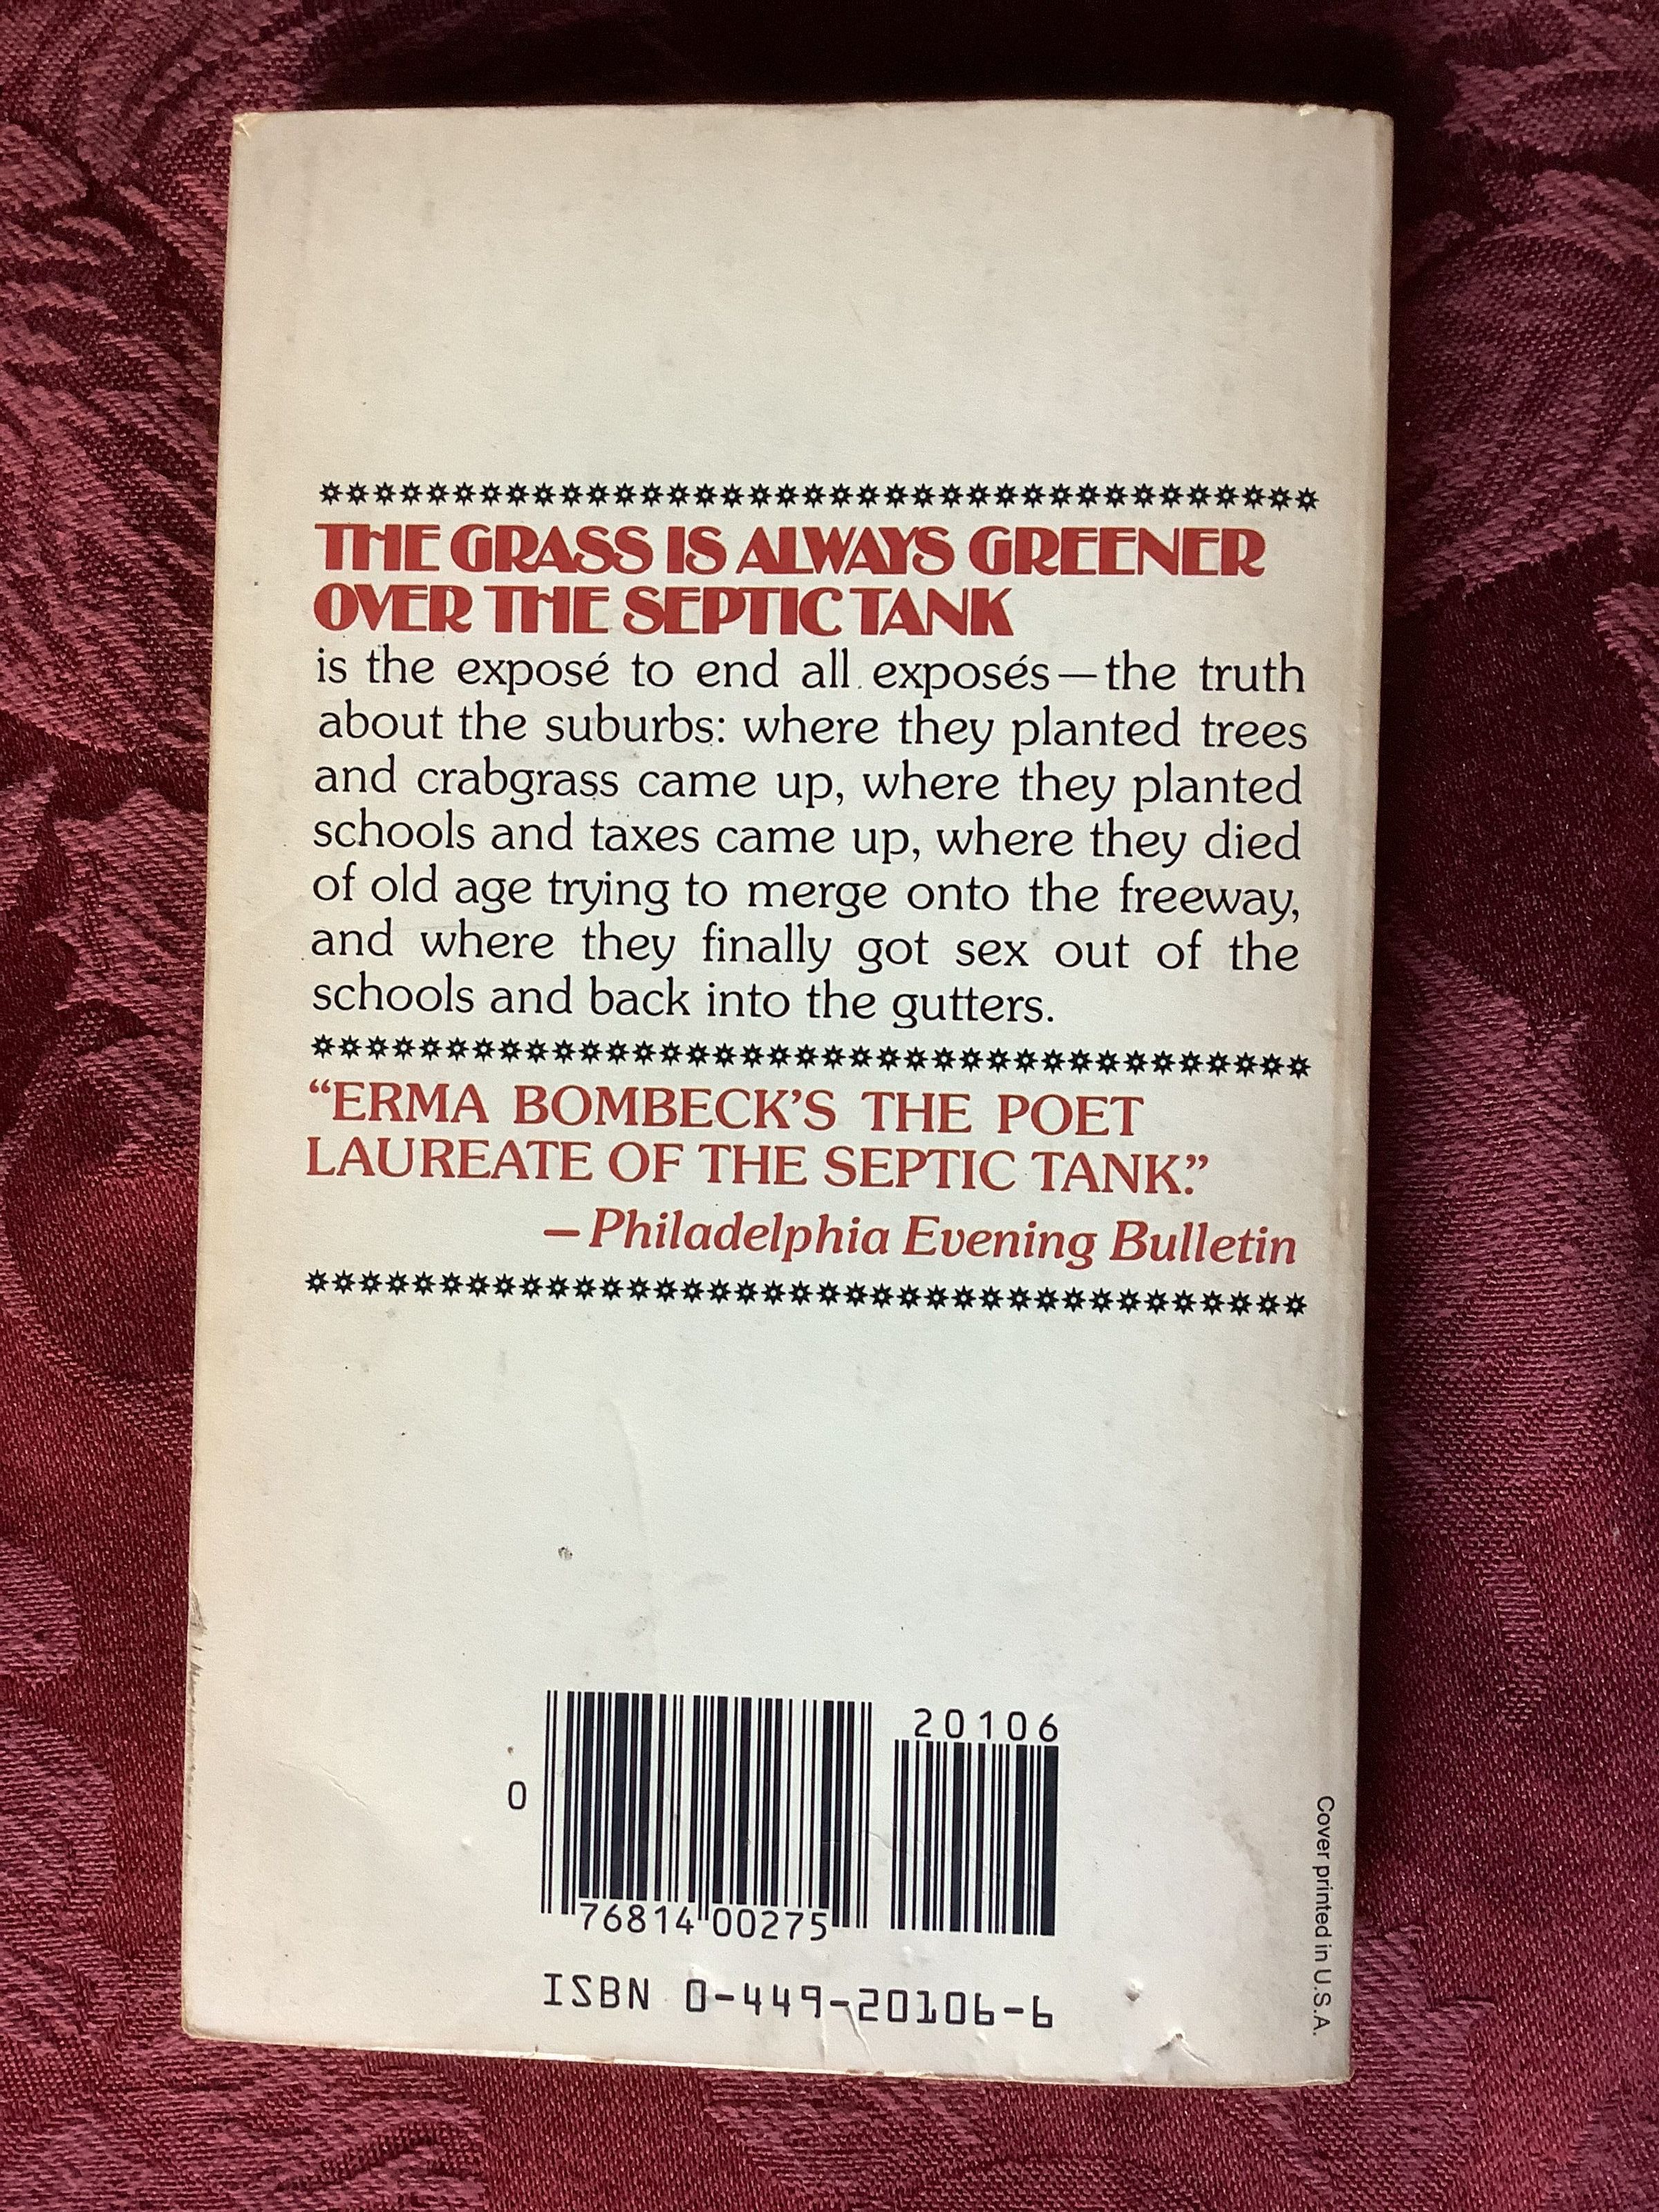 THE GRASS IS ALWAYS GREENER
OVER THE SEPTIC TANK
is the exposé to end all exposés—the truth
about the suburbs: where they planted trees
and crabgrass came up, where they planted
schools and taxes came up, where they died
of old age trying to merge onto the freeway,
and where they finally got sex out of the
schools and back into the gutters.
“ERMA BOMBECK’S THE POET
LAUREATE OF THE SEPTIC TANK.”
—Philadelphia Evening Bulletin
20106
0
76814 00275
ISBN 0-449-20106-6
Cover printed in U.S.A.